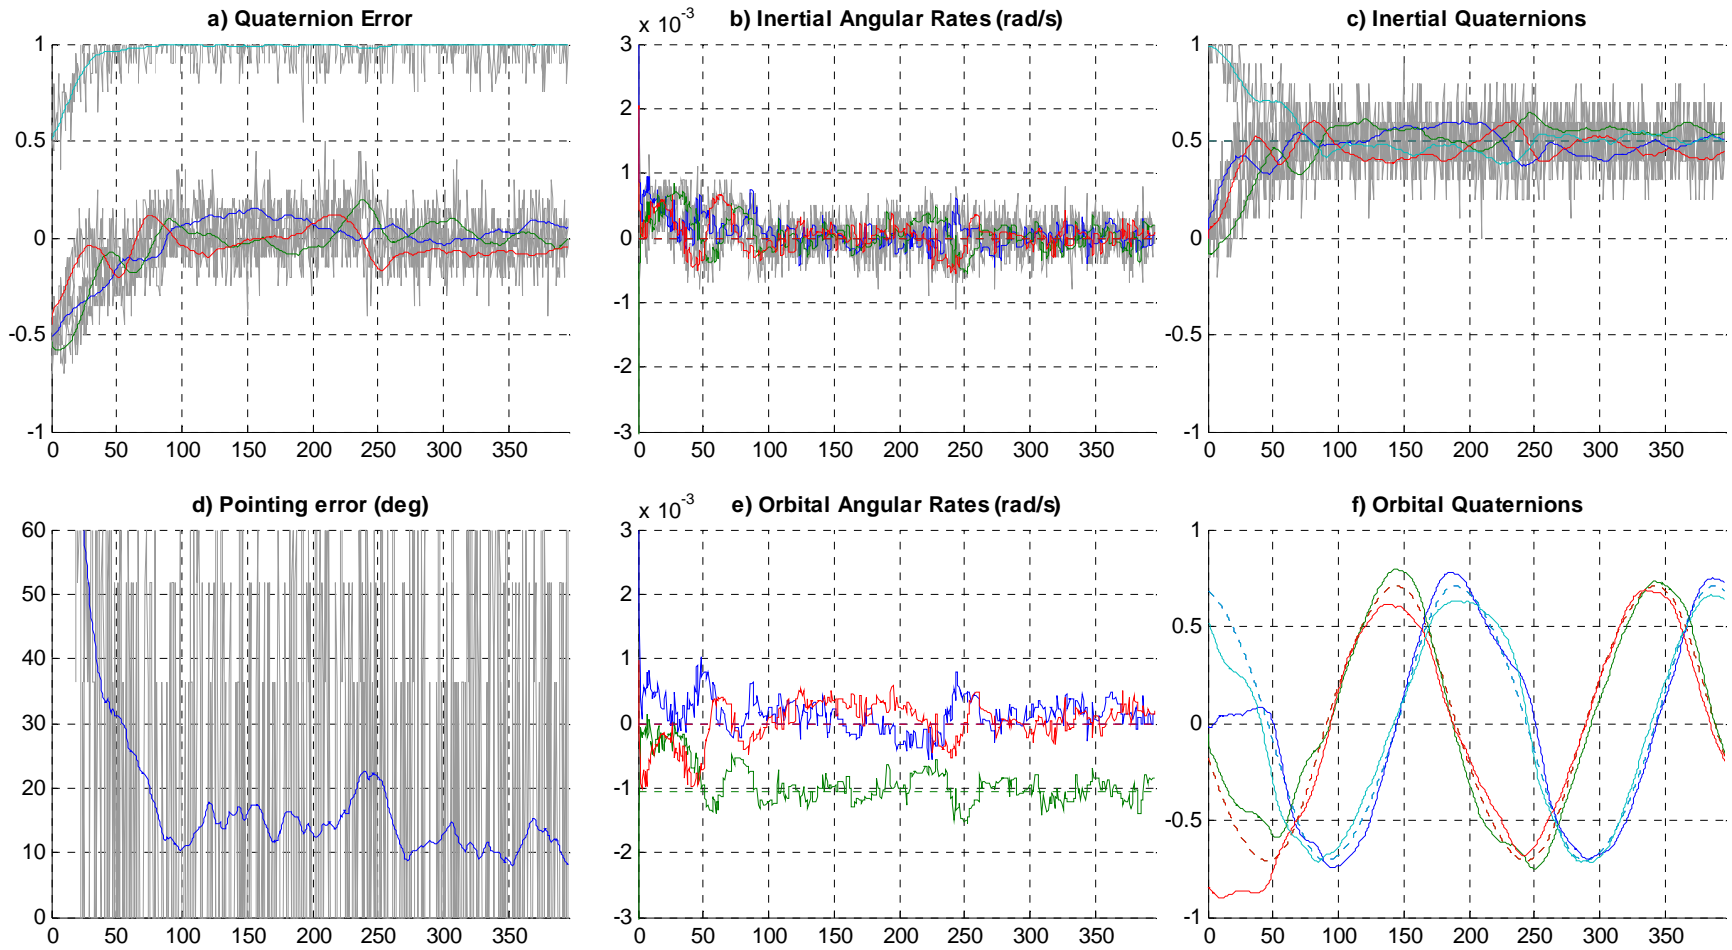 a) Quaternion Error
1
0.5
0
-0.5
-1
0 50 100 150 200 250 300 350
b) Inertial Angular Rates (rad/s)
x 10^-3
3
2
1
0
-1
-2
-3
0 50 100 150 200 250 300 350
c) Inertial Quaternions
1
0.5
0
-0.5
-1
0 50 100 150 200 250 300 350
d) Pointing error (deg)
60
50
40
30
20
10
0
0 50 100 150 200 250 300 350
e) Orbital Angular Rates (rad/s)
x 10^-3
3
2
1
0
-1
-2
-3
0 50 100 150 200 250 300 350
f) Orbital Quaternions
1
0.5
0
-0.5
-1
0 50 100 150 200 250 300 350